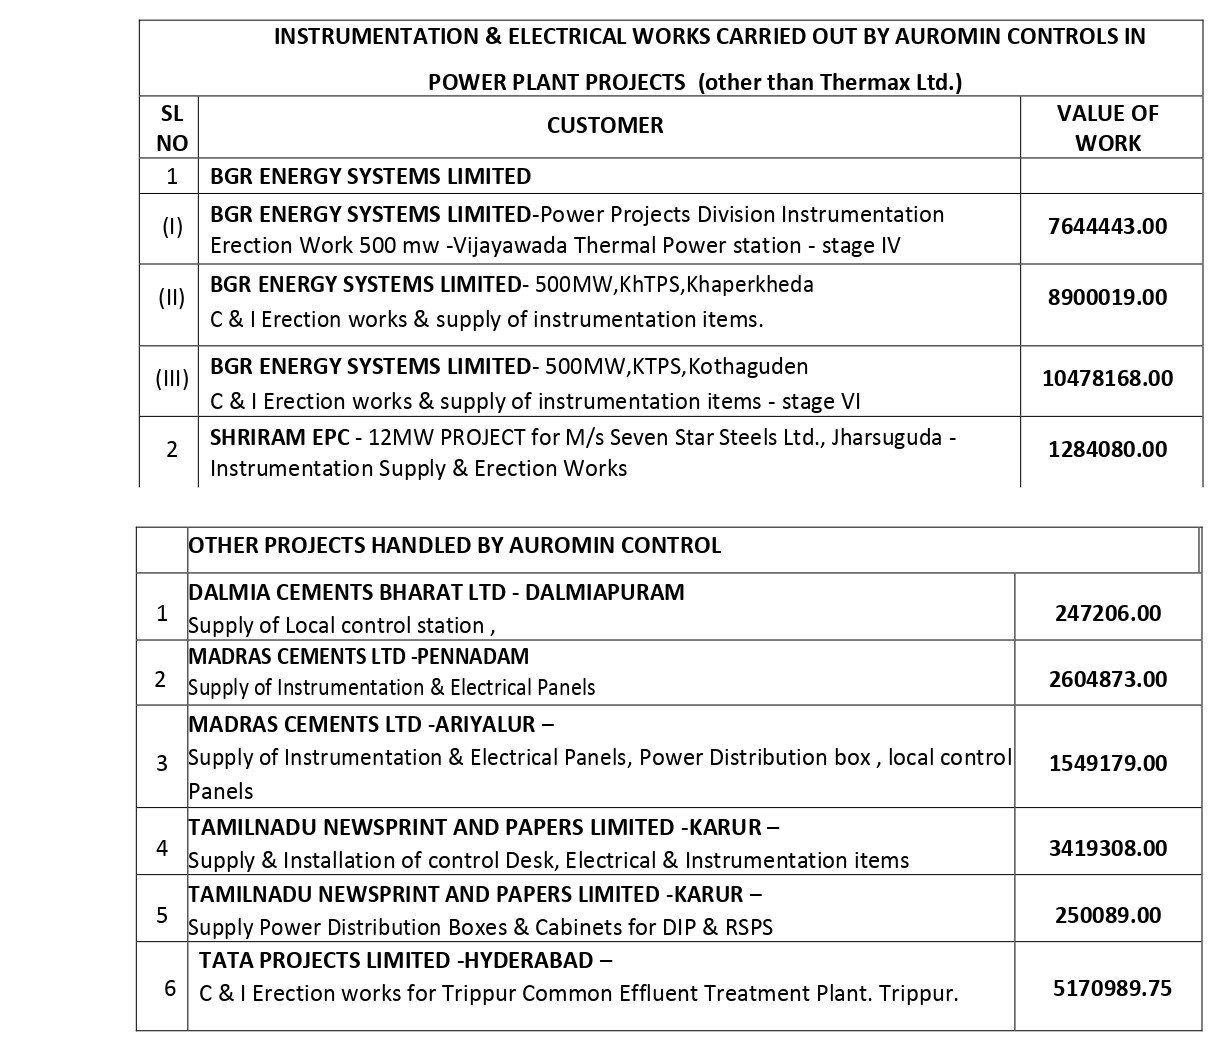 INSTRUMENTATION & ELECTRICAL WORKS CARRIED OUT BY AUROMIN CONTROLS IN
POWER PLANT PROJECTS (other than Thermax Ltd.)
SL NO
CUSTOMER
VALUE OF WORK
1
BGR ENERGY SYSTEMS LIMITED
(I)
BGR ENERGY SYSTEMS LIMITED-Power Projects Division Instrumentation
Erection Work 500 mw -Vijayawada Thermal Power station - stage IV
7644443.00
(II)
BGR ENERGY SYSTEMS LIMITED- 500MW,KhTPS,Khaperkheda
C & I Erection works & supply of instrumentation items.
8900019.00
(III)
BGR ENERGY SYSTEMS LIMITED- 500MW,KTPS,Kothaguden
C & I Erection works & supply of instrumentation items - stage VI
10478168.00
2
SHRIRAM EPC - 12MW PROJECT for M/s Seven Star Steels Ltd., Jharsuguda -
Instrumentation Supply & Erection Works
1284080.00
OTHER PROJECTS HANDLED BY AUROMIN CONTROL
1
DALMIA CEMENTS BHARAT LTD - DALMIAPURAM
Supply of Local control station ,
247206.00
2
MADRAS CEMENTS LTD -PENNADAM
Supply of Instrumentation & Electrical Panels
2604873.00
3
MADRAS CEMENTS LTD -ARIYALUR –
Supply of Instrumentation & Electrical Panels, Power Distribution box , local control
Panels
1549179.00
4
TAMILNADU NEWSPRINT AND PAPERS LIMITED -KARUR –
Supply & Installation of control Desk, Electrical & Instrumentation items
3419308.00
5
TAMILNADU NEWSPRINT AND PAPERS LIMITED -KARUR –
Supply Power Distribution Boxes & Cabinets for DIP & RSPS
250089.00
6
TATA PROJECTS LIMITED -HYDERABAD –
C & I Erection works for Trippur Common Effluent Treatment Plant. Trippur.
5170989.75